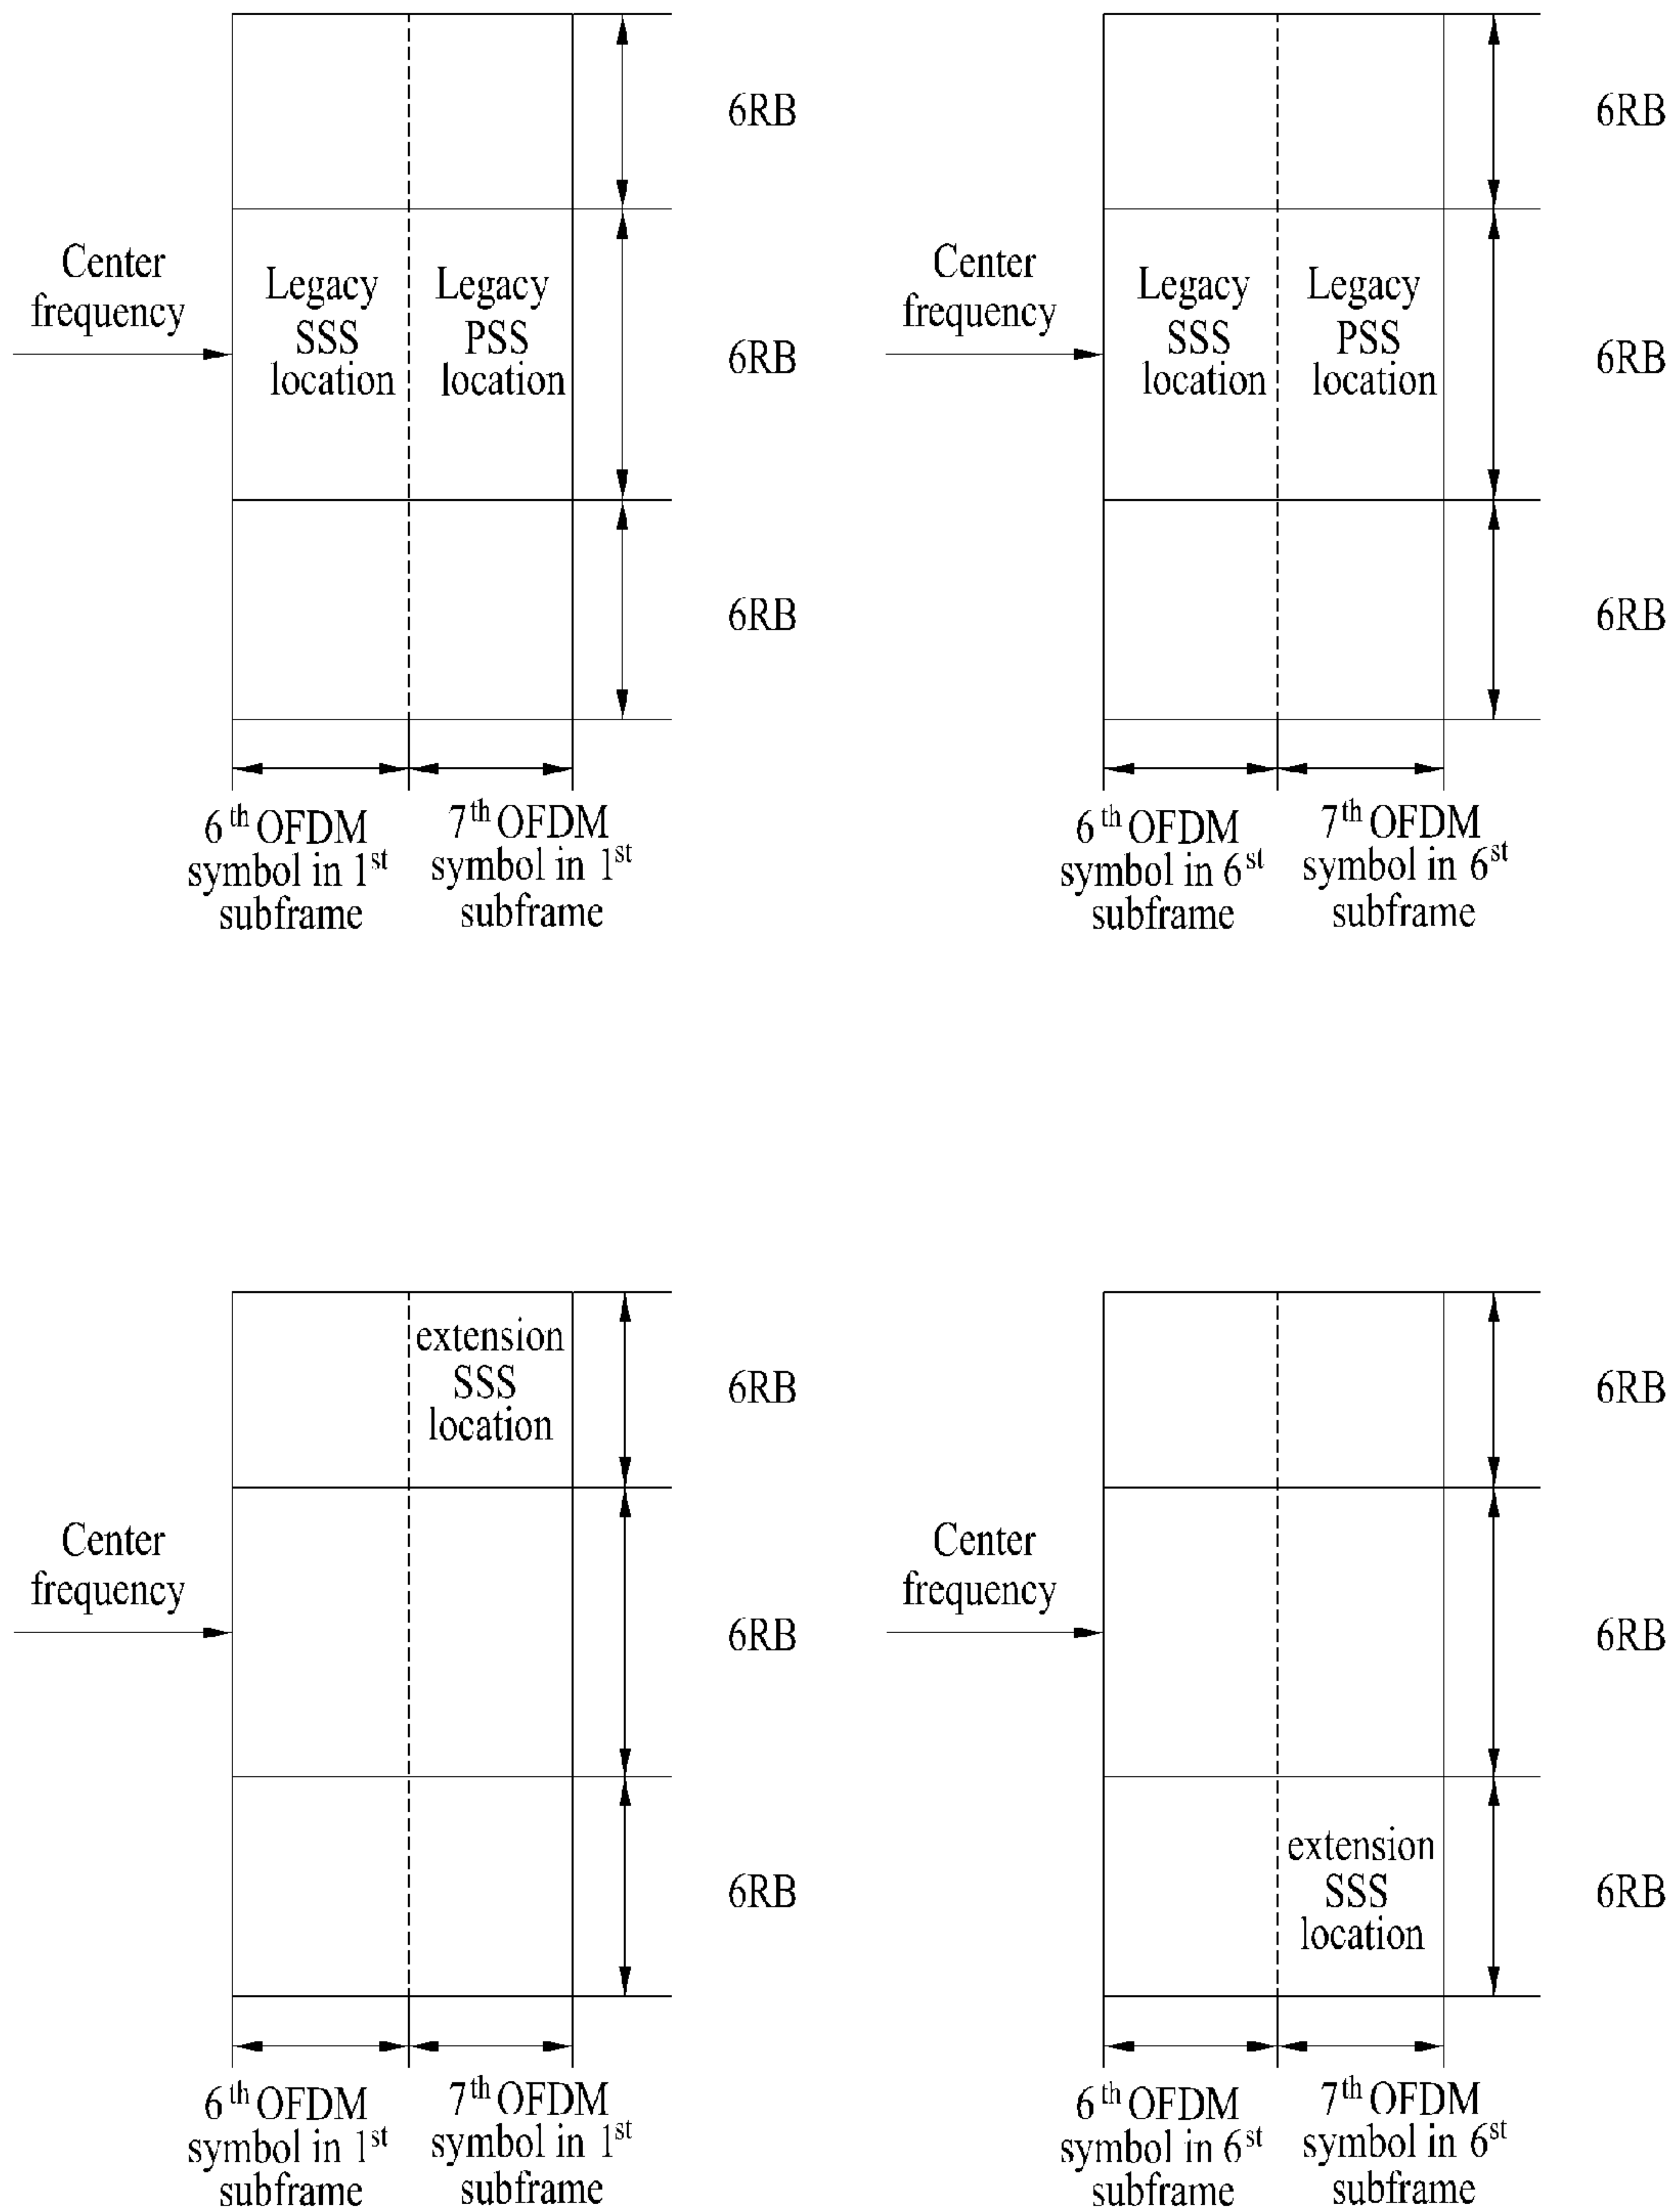 6RB
Center
frequency
Legacy
SSS
location
Legacy
PSS
location
6RB
6RB
6th OFDM
symbol in 1st
subframe
7th OFDM
symbol in 1st
subframe
6RB
Center
frequency
Legacy
SSS
location
Legacy
PSS
location
6RB
6RB
6th OFDM
symbol in 6st
subframe
7th OFDM
symbol in 6st
subframe
extension
SSS
location
6RB
Center
frequency
6RB
6RB
6th OFDM
symbol in 1st
subframe
7th OFDM
symbol in 1st
subframe
6RB
Center
frequency
6RB
extension
SSS
location
6RB
6th OFDM
symbol in 6st
subframe
7th OFDM
symbol in 6st
subframe